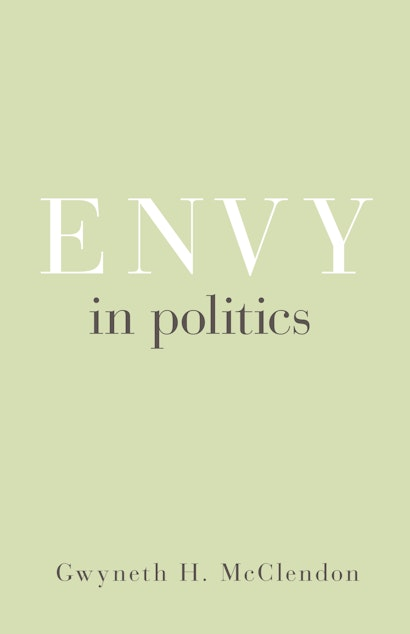 ENVY
in politics
Gwyneth H. McClendon